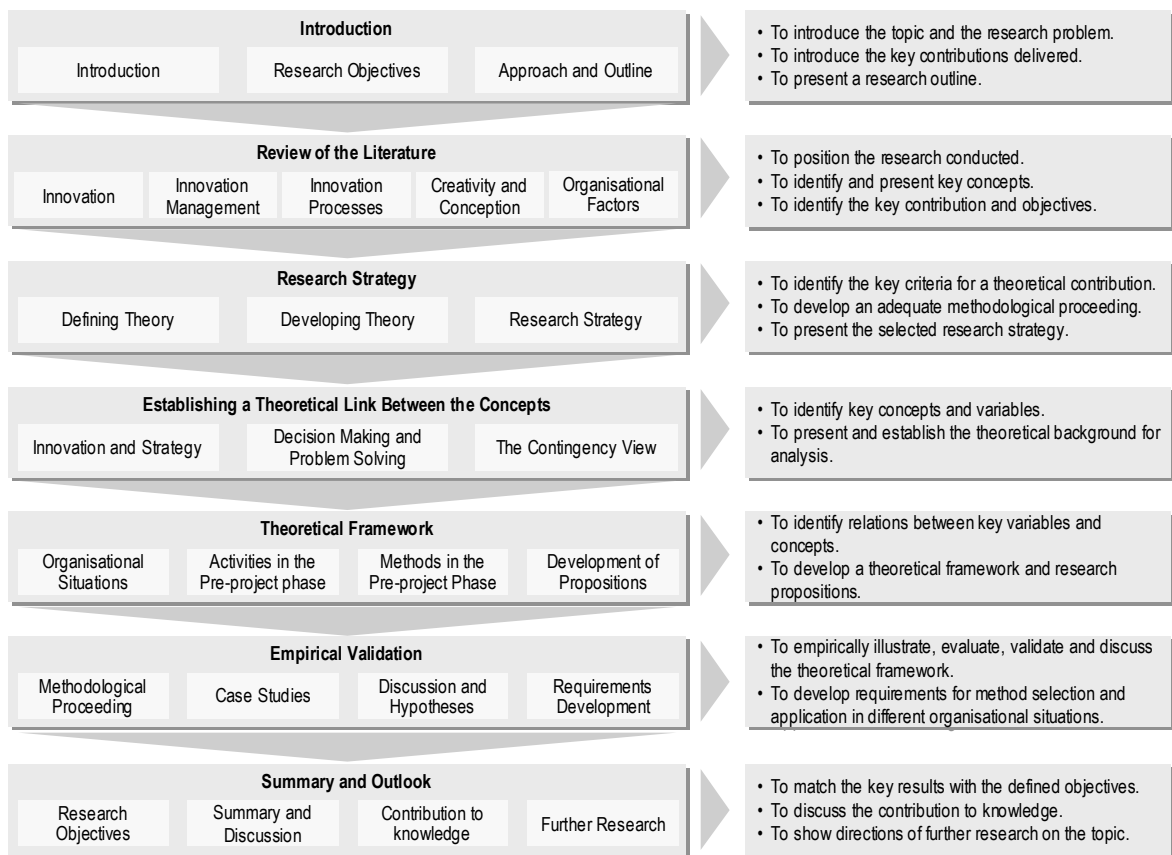 Introduction
Introduction
Research Objectives
Approach and Outline
• To introduce the topic and the research problem.
• To introduce the key contributions delivered.
• To present a research outline.
Review of the Literature
Innovation
Innovation
Management
Innovation
Processes
Creativity and
Conception
Organisational
Factors
• To position the research conducted.
• To identify and present key concepts.
• To identify the key contribution and objectives.
Research Strategy
Defining Theory
Developing Theory
Research Strategy
• To identify the key criteria for a theoretical contribution.
• To develop an adequate methodological proceeding.
• To present the selected research strategy.
Establishing a Theoretical Link Between the Concepts
Innovation and Strategy
Decision Making and
Problem Solving
The Contingency View
• To identify key concepts and variables.
• To present and establish the theoretical background for
analysis.
Theoretical Framework
Organisational
Situations
Activities in the
Pre-project phase
Methods in the
Pre-project Phase
Development of
Propositions
• To identify relations between key variables and
concepts.
• To develop a theoretical framework and research
propositions.
Empirical Validation
Methodological
Proceeding
Case Studies
Discussion and
Hypotheses
Requirements
Development
• To empirically illustrate, evaluate, validate and discuss
the theoretical framework.
• To develop requirements for method selection and
application in different organisational situations.
Summary and Outlook
Research
Objectives
Summary and
Discussion
Contribution to
knowledge
Further Research
• To match the key results with the defined objectives.
• To discuss the contribution to knowledge.
• To show directions of further research on the topic.